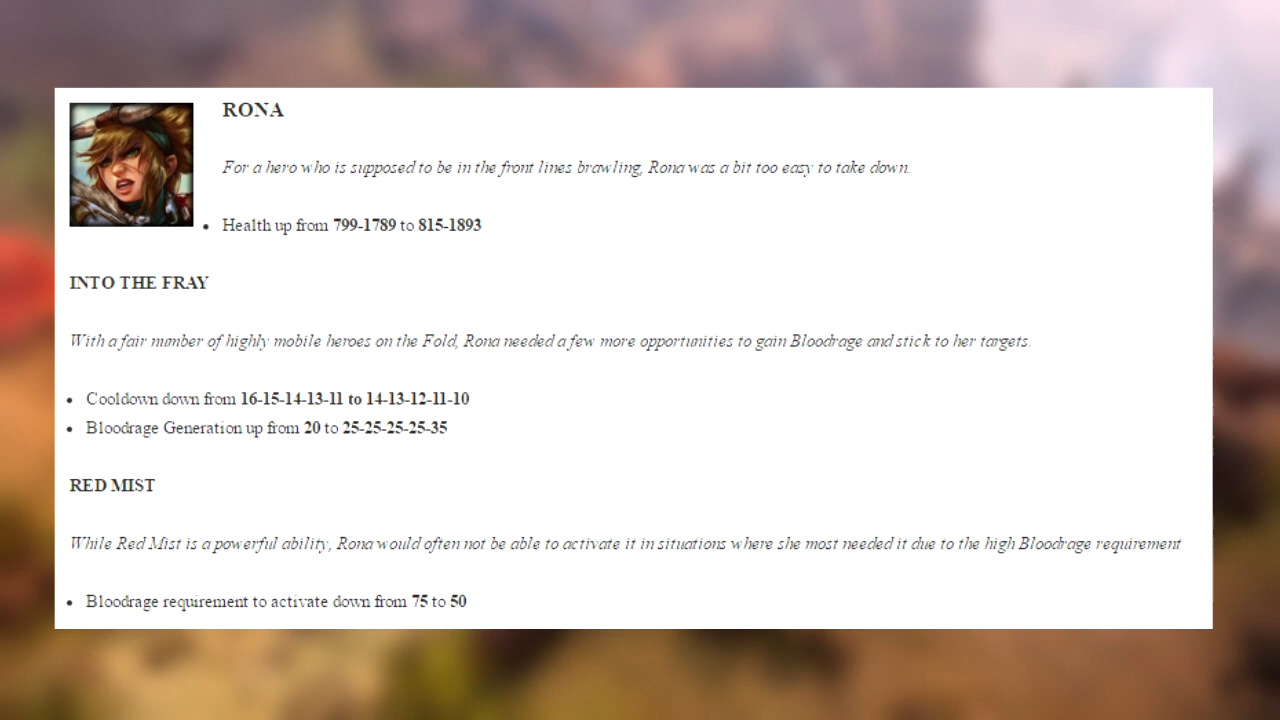 RONA
For a hero who is supposed to be in the front lines brawling, Rona was a bit too easy to take down.
• Health up from 799-1789 to 815-1893
INTO THE FRAY
With a fair number of highly mobile heroes on the Fold, Rona needed a few more opportunities to gain Bloodrage and stick to her targets.
• Cooldown down from 16-15-14-13-11 to 14-13-12-11-10
• Bloodrage Generation up from 20 to 25-25-25-25-35
RED MIST
While Red Mist is a powerful ability, Rona would often not be able to activate it in situations where she most needed it due to the high Bloodrage requirement
• Bloodrage requirement to activate down from 75 to 50